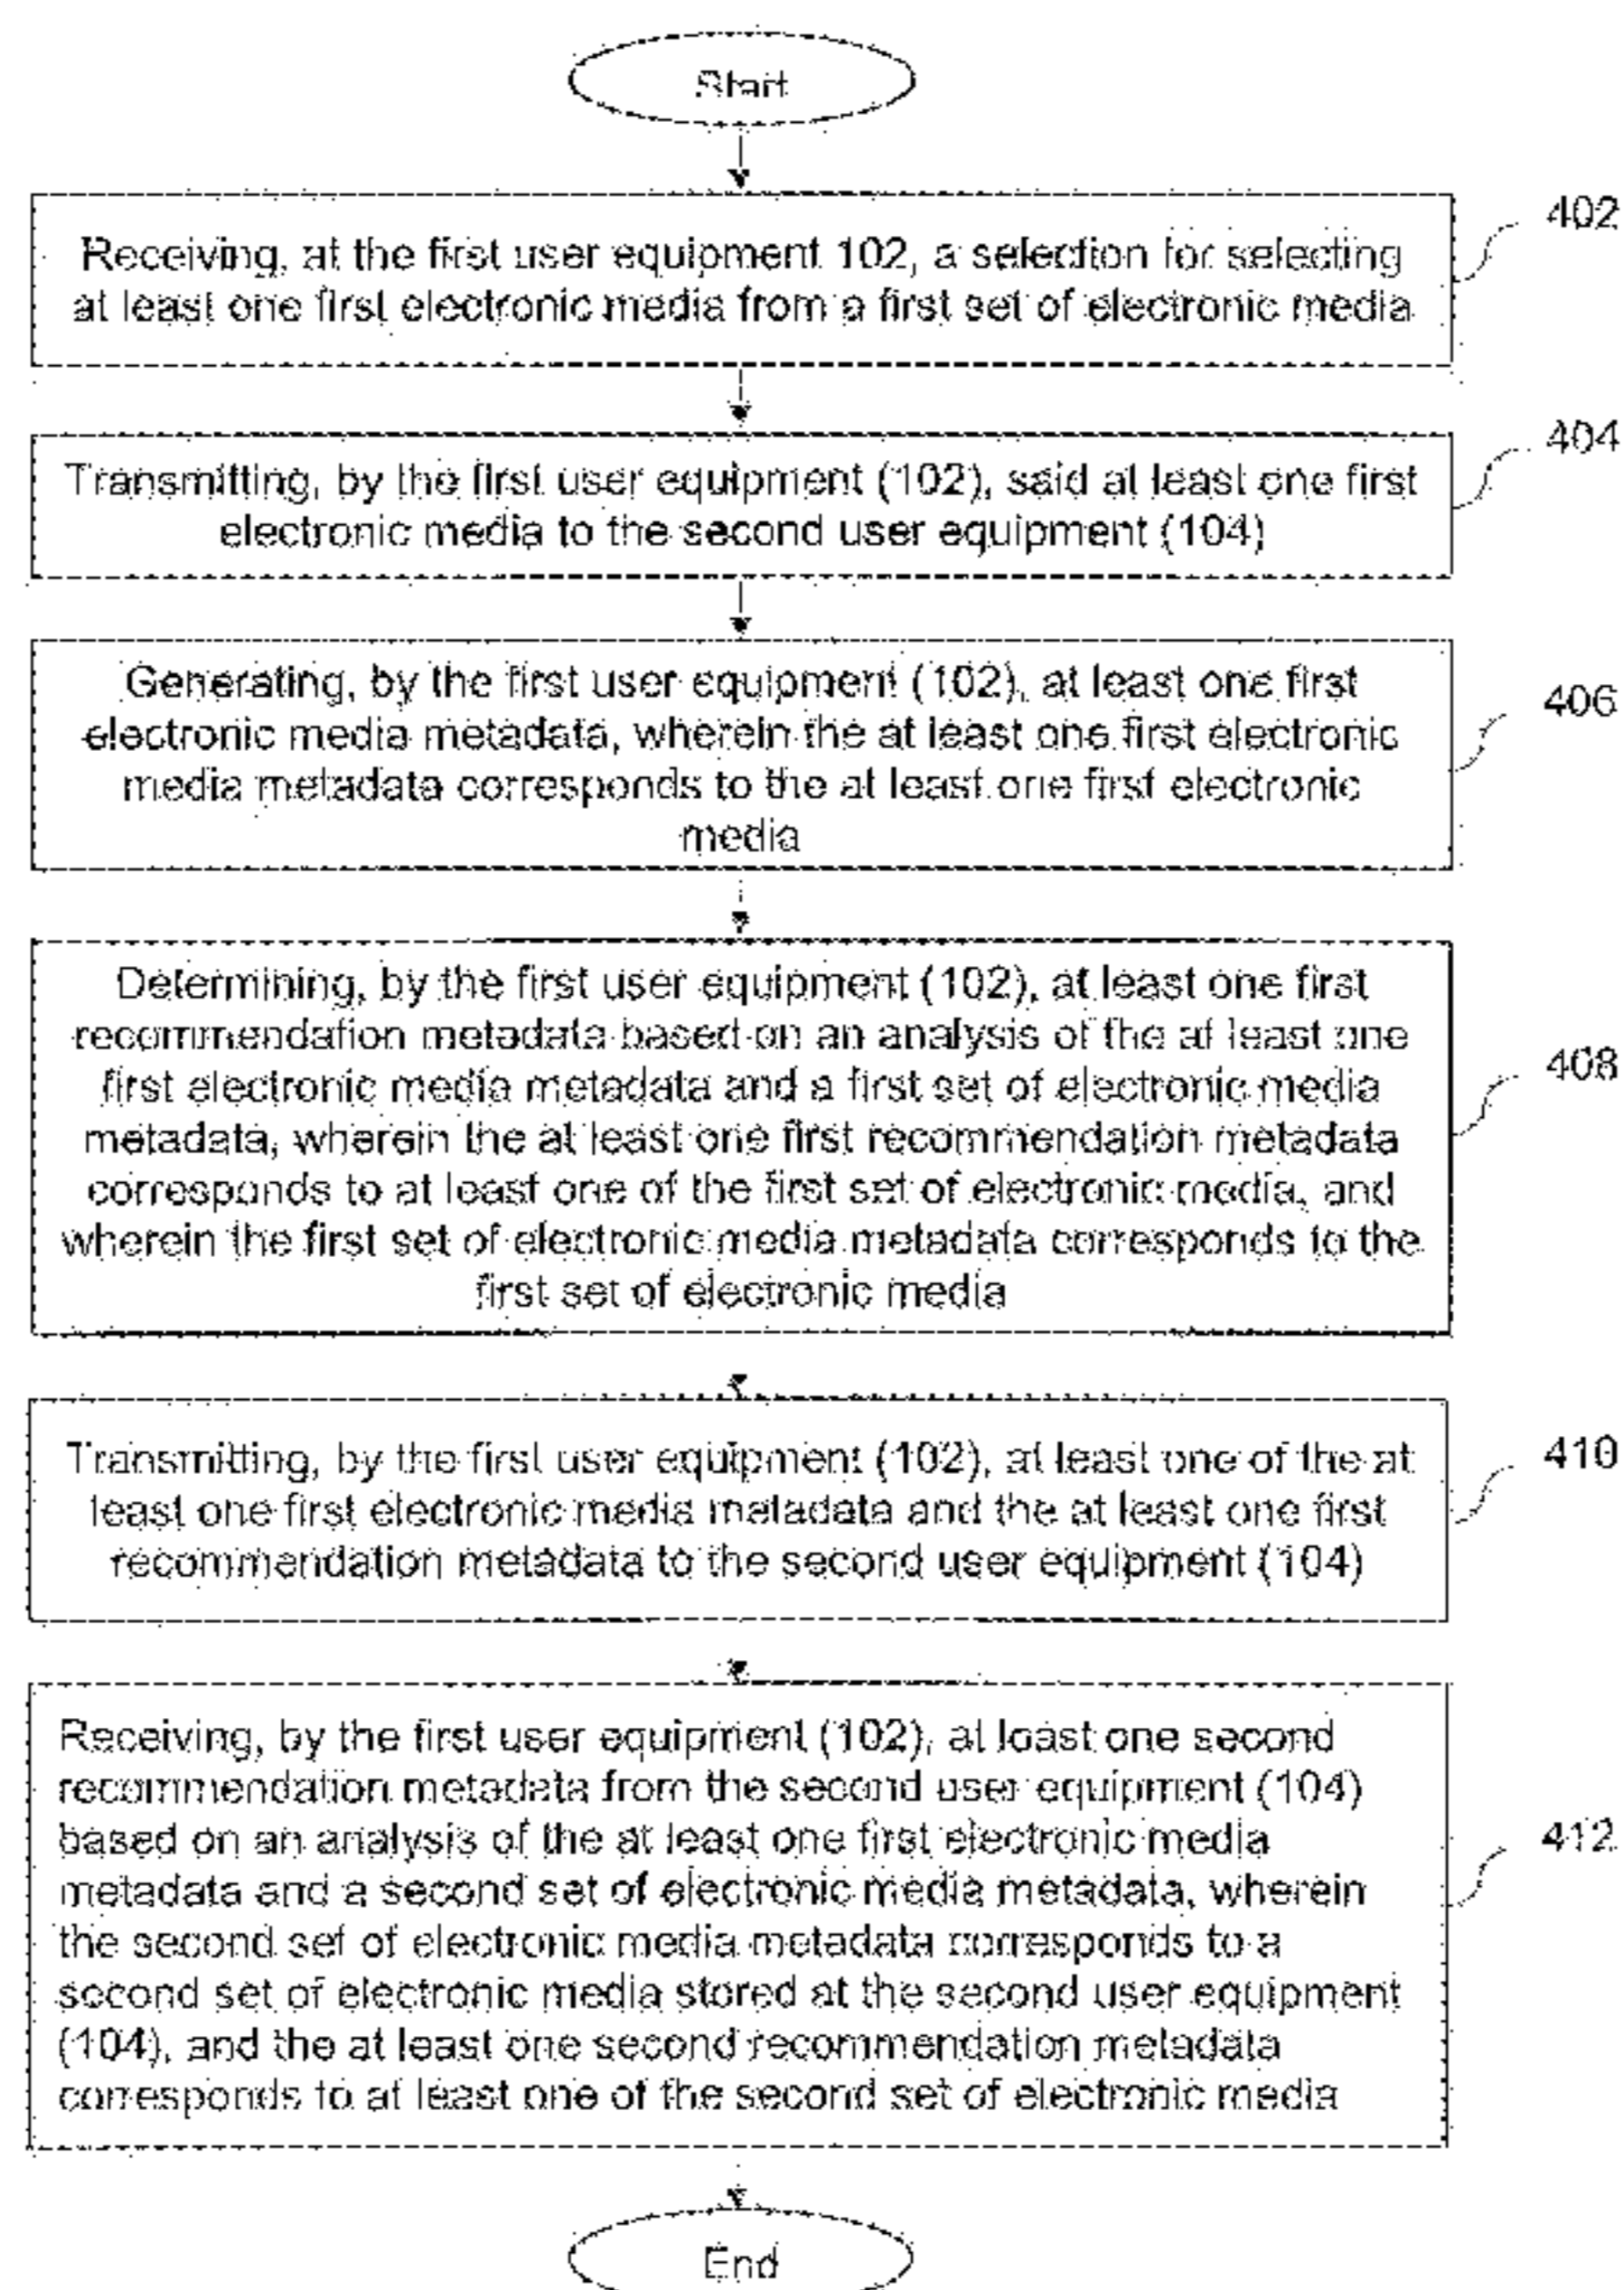 Start
402
Receiving, at the first user equipment 102, a selection for selecting
at least one first electronic media from a first set of electronic media
404
Transmitting, by the first user equipment (102), said at least one first
electronic media to the second user equipment (104)
406
Generating, by the first user equipment (102), at least one first
electronic media metadata, wherein the at least one first electronic
media metadata corresponds to the at least one first electronic
media
408
Determining, by the first user equipment (102), at least one first
recommendation metadata based on an analysis of the at least one
first electronic media metadata and a first set of electronic media
metadata, wherein the at least one first recommendation metadata
corresponds to at least one of the first set of electronic media, and
wherein the first set of electronic media metadata corresponds to the
first set of electronic media
410
Transmitting, by the first user equipment (102), at least one of the at
least one first electronic media metadata and the at least one first
recommendation metadata to the second user equipment (104)
412
Receiving, by the first user equipment (102), at least one second
recommendation metadata from the second user equipment (104)
based on an analysis of the at least one first electronic media
metadata and a second set of electronic media metadata, wherein
the second set of electronic media metadata corresponds to a
second set of electronic media stored at the second user equipment
(104), and the at least one second recommendation metadata
corresponds to at least one of the second set of electronic media
End